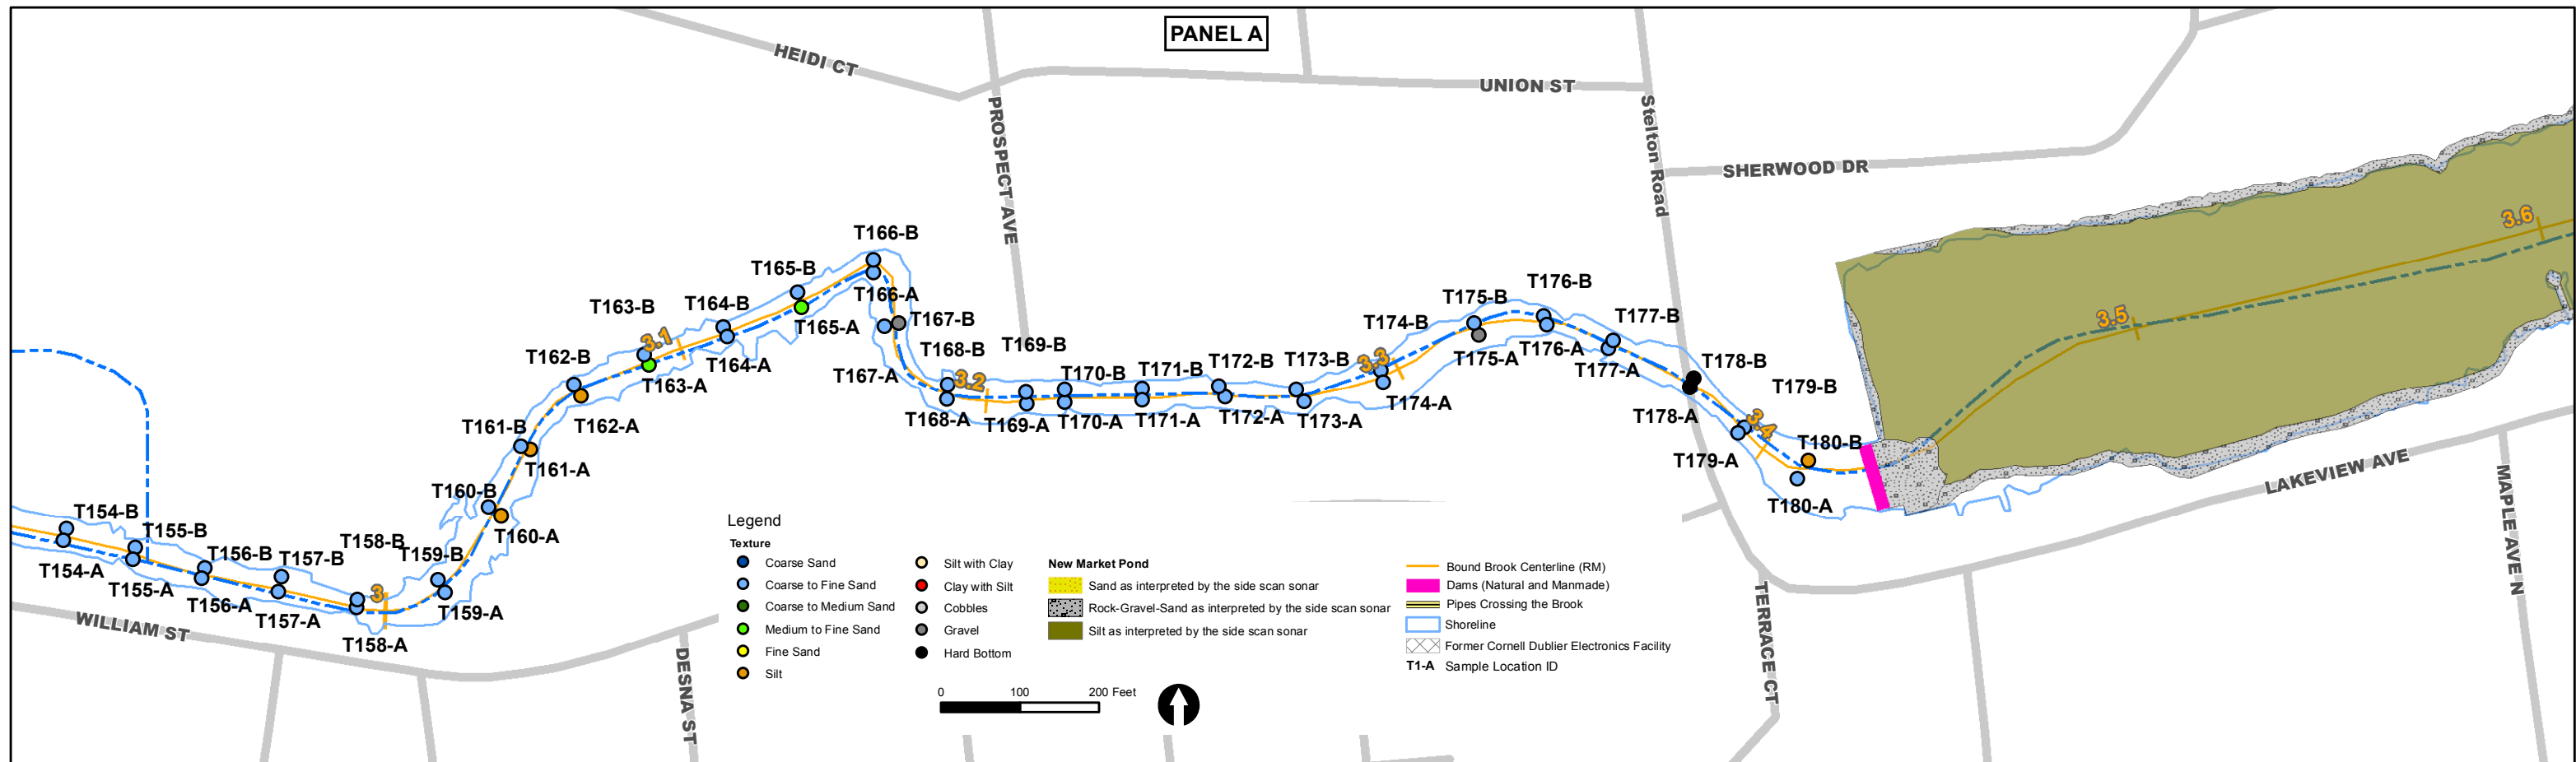 PANEL A
HEIDI CT
UNION ST
PROSPECT AVE
Stelton Road
SHERWOOD DR
3.6
T166-B
T165-B
T166-A
T176-B
T175-B
T163-B
T164-B
3.1
T165-A
T167-B
T174-B
T177-B
3.5
T162-B
T164-A
T168-B
T169-B
T175-A
T176-A
T163-A
T167-A
3.2
T170-B
T171-B
T172-B
T173-B
3.3
T177-A
T178-B
T179-B
T161-B
T162-A
T168-A
T169-A
T170-A
T171-A
T172-A
T173-A
T174-A
T178-A
3.4
T180-B
T161-A
T179-A
T160-B
T180-A
LAKEVIEW AVE
MAPLE AVE N
T154-B
T155-B
T160-A
T156-B
T157-B
T158-B
T159-B
T154-A
T155-A
T156-A
T157-A
3
T159-A
T158-A
WILLIAM ST
DESNA ST
TERRACE CT
Legend
Texture
Coarse Sand
Coarse to Fine Sand
Coarse to Medium Sand
Medium to Fine Sand
Fine Sand
Silt
Silt with Clay
Clay with Silt
Cobbles
Gravel
Hard Bottom
New Market Pond
Sand as interpreted by the side scan sonar
Rock-Gravel-Sand as interpreted by the side scan sonar
Silt as interpreted by the side scan sonar
Bound Brook Centerline (RM)
Dams (Natural and Manmade)
Pipes Crossing the Brook
Shoreline
Former Cornell Dublier Electronics Facility
T1-A Sample Location ID
0 100 200 Feet